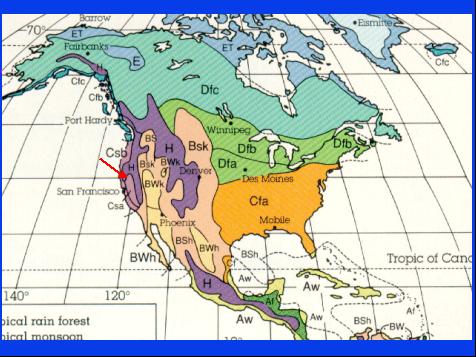 Barrow
Eismitte
70°
ET
ET
Fairbanks
H
E
Cfc
Cfc
Dfc
Cfb
Port Hardy
Winnipeg
BS
H
Bsk
Dfb
Dfb
Csb
H
Bsk
BWk
Dfa
Denver
Des Moines
BWk
San Francisco
Cfa
Csa
Phoenix
Mobile
BSh
BWh
BWh
BSh
Tropic of Canc
Cf
Aw
Aw
H
140°
120°
Af
Af
Aw
Aw
BSh
BW
pical rain forest
pical monsoon